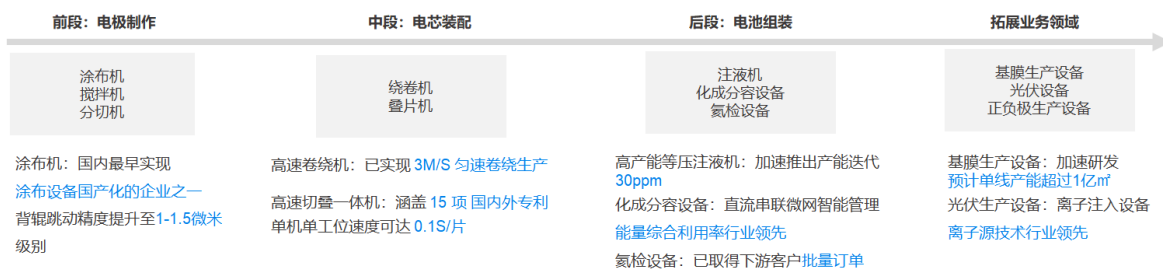 前段：电极制作
中段：电芯装配
后段：电池组装
拓展业务领域
涂布机
搅拌机
分切机
绕卷机
叠片机
注液机
化成分容设备
氦检设备
基膜生产设备
光伏设备
正负极生产设备
涂布机：国内最早实现
涂布设备国产化的企业之一
背辊跳动精度提升至1-1.5微米
级别
高速卷绕机：已实现 3M/S 匀速卷绕生产
高速切叠一体机：涵盖 15 项 国内外专利
单机单工位速度可达 0.1S/片
高产能等压注液机：加速推出产能迭代
30ppm
化成分容设备：直流串联微网智能管理
能量综合利用率行业领先
氦检设备：已取得下游客户批量订单
基膜生产设备：加速研发
预计单线产能超过1亿㎡
光伏生产设备：离子注入设备
离子源技术行业领先